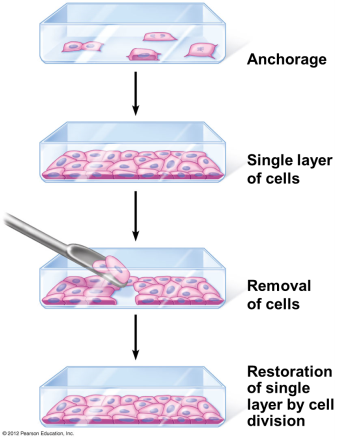 Anchorage
Single layer
of cells
Removal
of cells
Restoration
of single
layer by cell
division
© 2012 Pearson Education, Inc.